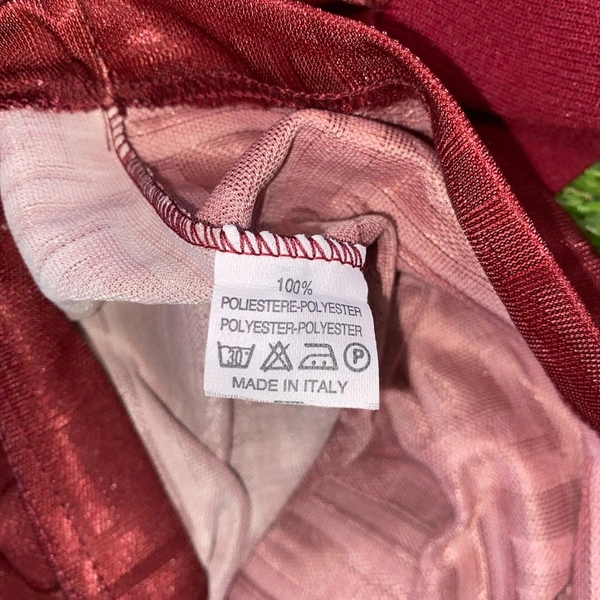 100%
POLIESTERE-POLYESTER
POLYESTER-POLYESTER
30° P
MADE IN ITALY